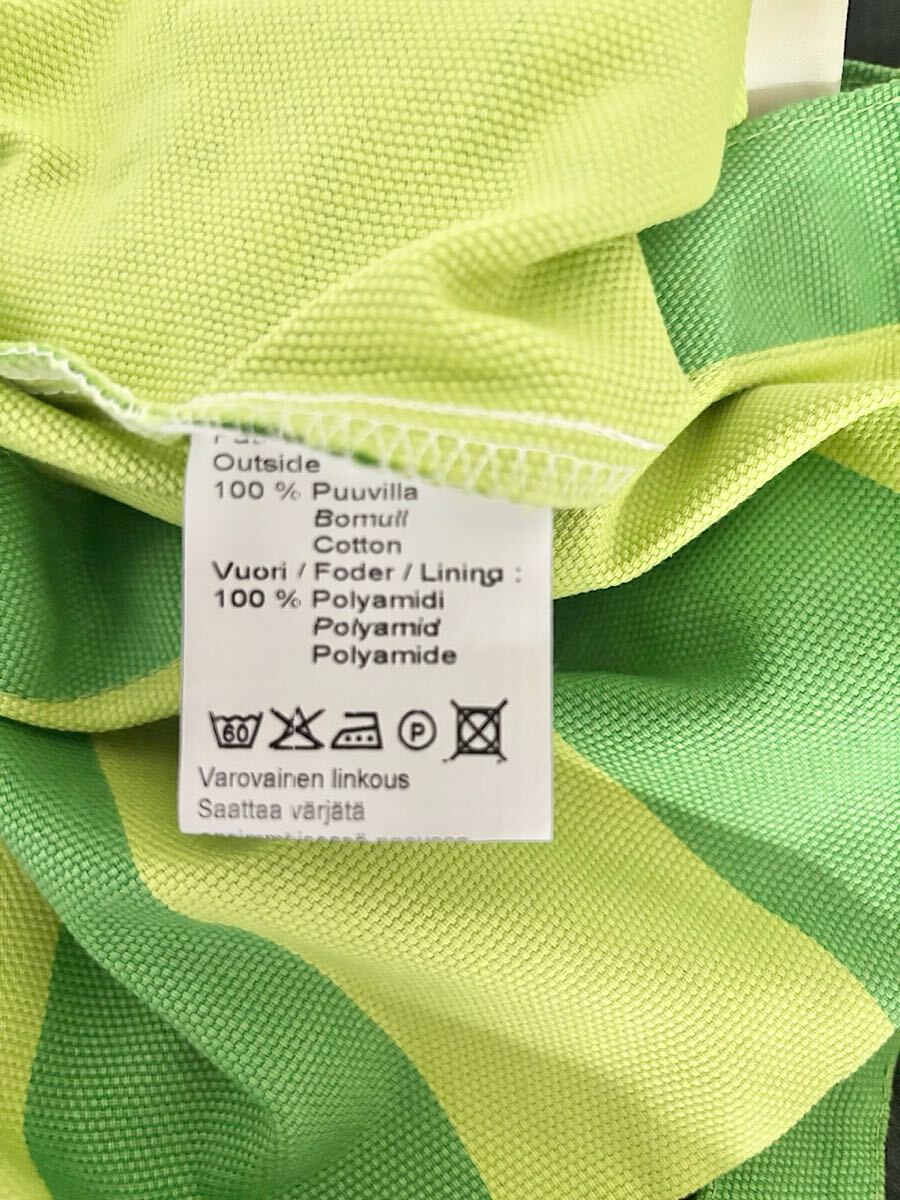 Outside
100 % Puuvilla
Bomull
Cotton
Vuori / Foder / Lining :
100 % Polyamidi
Polyamid
Polyamide
60 P
Varovainen linkous
Saattaa värjätä